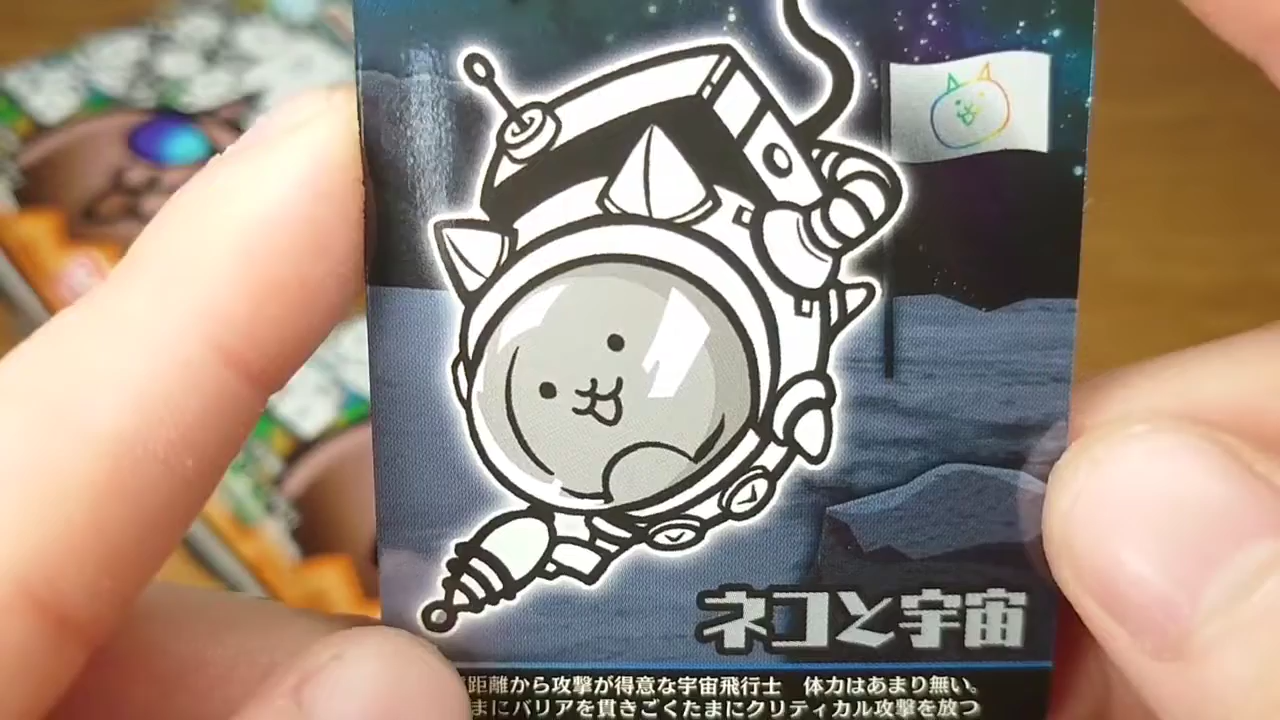 ネコと宇宙
距離から攻撃が得意な宇宙飛行士 体力はあまり無い。
まにバリアを貫きごくたまにクリティカル攻撃を放つ